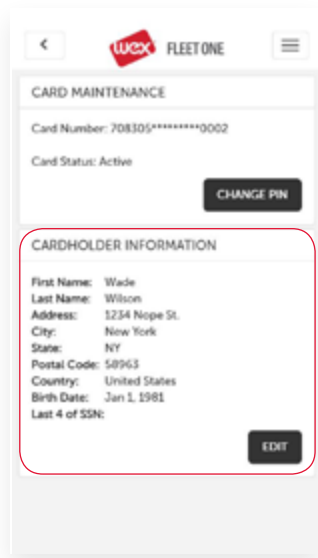 wex FLEET ONE
CARD MAINTENANCE
Card Number: 708305*********0002
Card Status: Active
CHANGE PIN
CARDHOLDER INFORMATION
First Name: Wade
Last Name: Wilson
Address: 1234 Nope St.
City: New York
State: NY
Postal Code: 58963
Country: United States
Birth Date: Jan 1, 1981
Last 4 of SSN:
EDIT